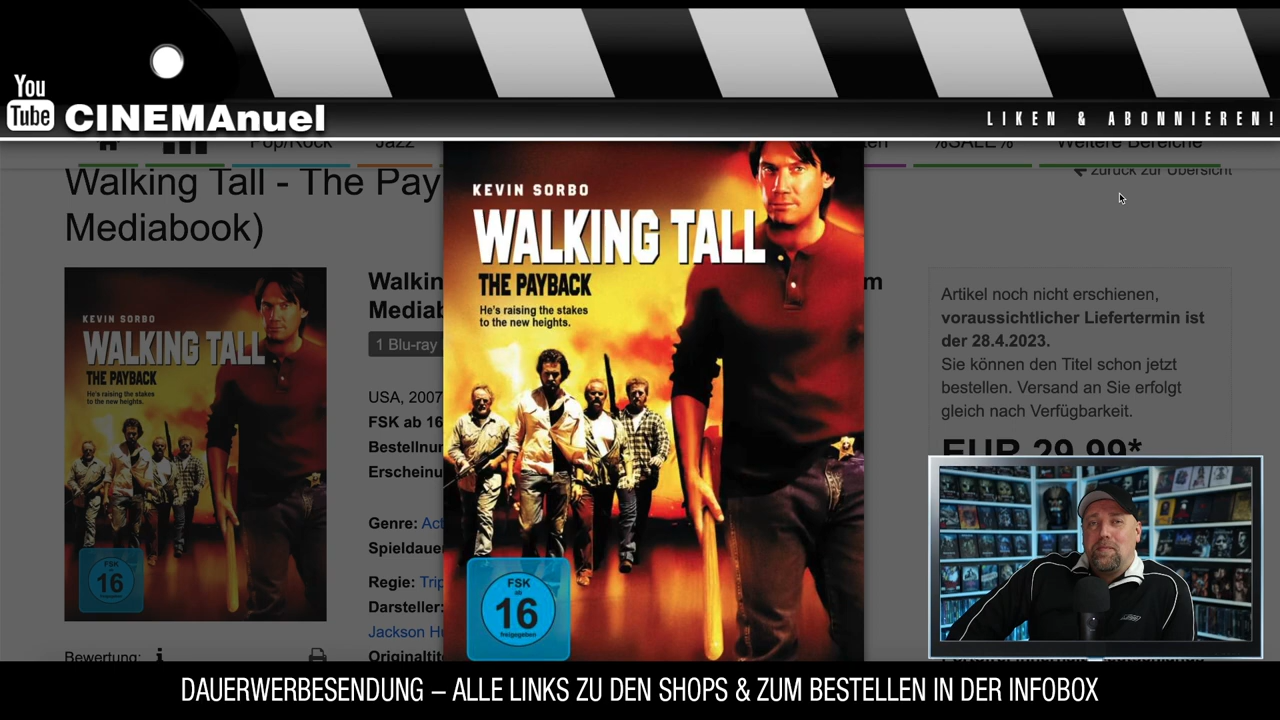 You
Tube
CINEMAnuel
LIKEN & ABONNIEREN!
Pop/Rock
Jazz
%SALE%
Weitere Bereiche
zurück zur Übersicht
Walking Tall - The Pay
Mediabook)
KEVIN SORBO
WALKING TALL
THE PAYBACK
He's raising the stakes
to the new heights.
FSK
ab
16
freigegeben
Bewertung:
Walkin
Mediab
1 Blu-ray
USA, 2007
FSK ab 16
Bestellnur
Erscheinu
Genre: Act
Spieldaue
Regie: Trip
Darsteller:
Jackson Hu
Originaltite
KEVIN SORBO
WALKING TALL
THE PAYBACK
He's raising the stakes
to the new heights.
FSK
ab
16
freigegeben
m
Artikel noch nicht erschienen,
voraussichtlicher Liefertermin ist
der 28.4.2023.
Sie können den Titel schon jetzt
bestellen. Versand an Sie erfolgt
gleich nach Verfügbarkeit.
EUR 29,99*
DAUERWERBESENDUNG – ALLE LINKS ZU DEN SHOPS & ZUM BESTELLEN IN DER INFOBOX